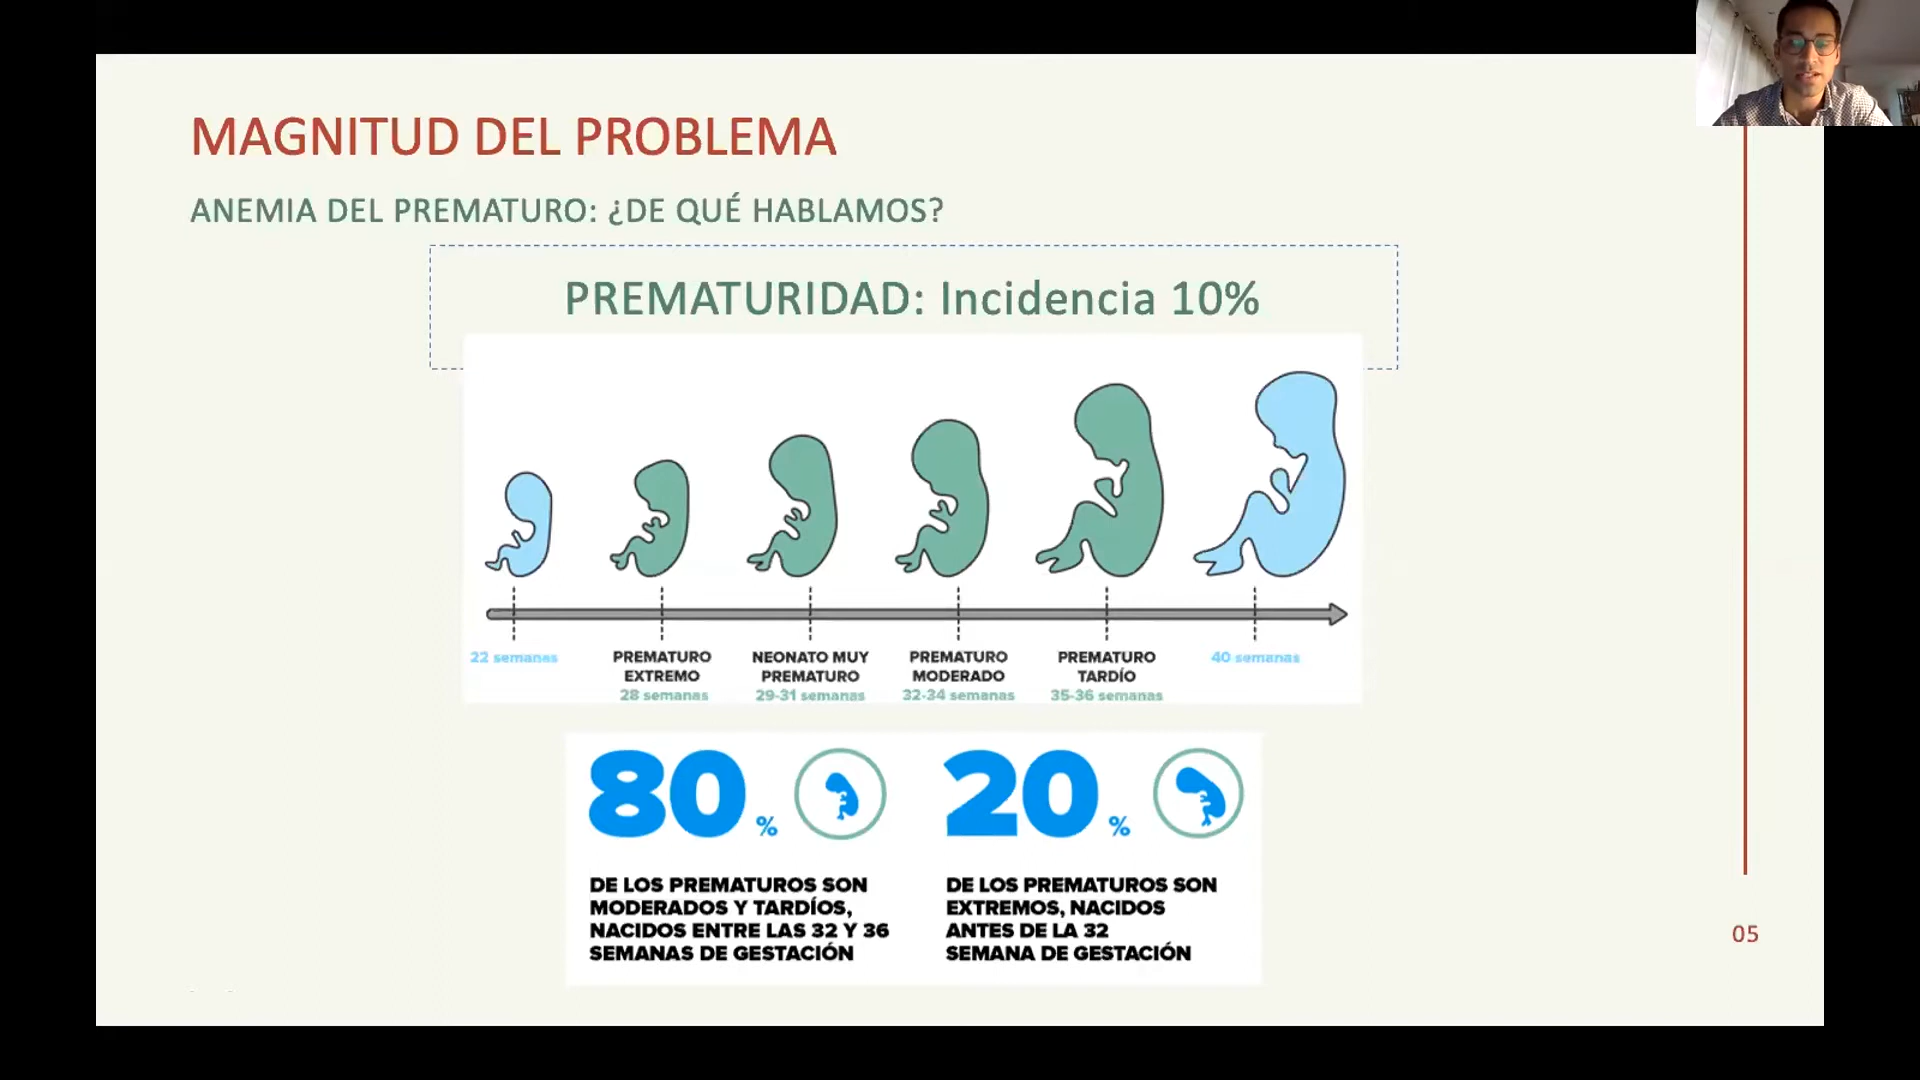 MAGNITUD DEL PROBLEMA
ANEMIA DEL PREMATURO: ¿DE QUÉ HABLAMOS?
PREMATURIDAD: Incidencia 10%
22 semanas
PREMATURO
EXTREMO
28 semanas
NEONATO MUY
PREMATURO
29-31 semanas
PREMATURO
MODERADO
32-34 semanas
PREMATURO
TARDÍO
35-36 semanas
40 semanas
80 %
DE LOS PREMATUROS SON
MODERADOS Y TARDÍOS,
NACIDOS ENTRE LAS 32 Y 36
SEMANAS DE GESTACIÓN
20 %
DE LOS PREMATUROS SON
EXTREMOS, NACIDOS
ANTES DE LA 32
SEMANA DE GESTACIÓN
05